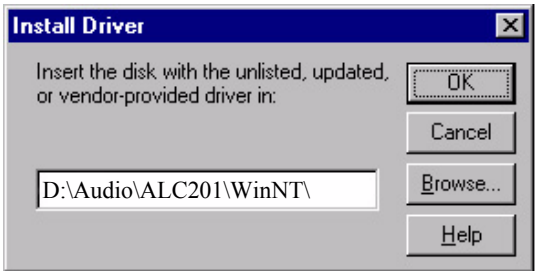 Install Driver
Insert the disk with the unlisted, updated,
or vendor-provided driver in:
OK
Cancel
D:\Audio\ALC201\WinNT\
Browse...
Help